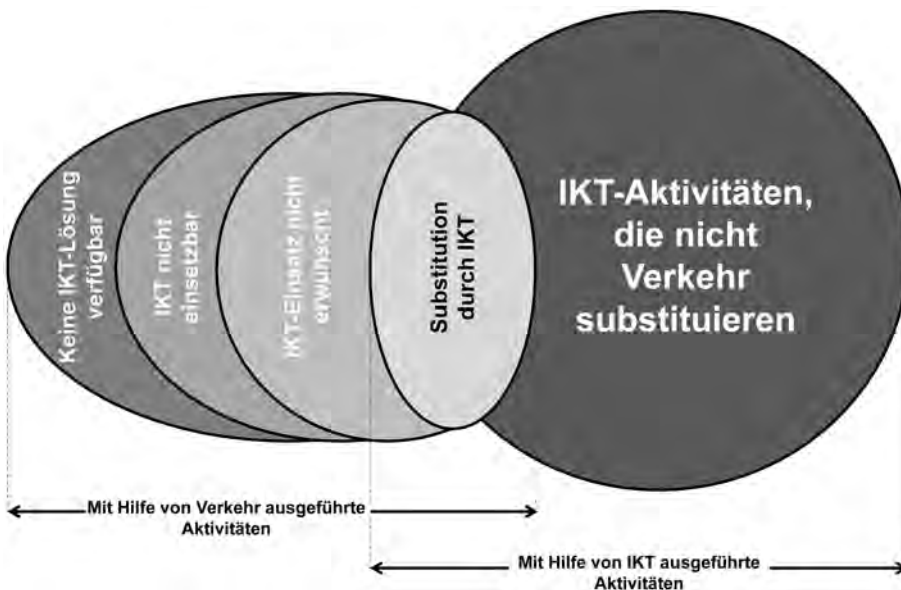 Keine IKT-Lösung
verfügbar
IKT nicht
einsetzbar
IKT-Einsatz nicht
erwünscht
Substitution
durch IKT
IKT-Aktivitäten,
die nicht
Verkehr
substituieren
Mit Hilfe von Verkehr ausgeführte
Aktivitäten
Mit Hilfe von IKT ausgeführte
Aktivitäten